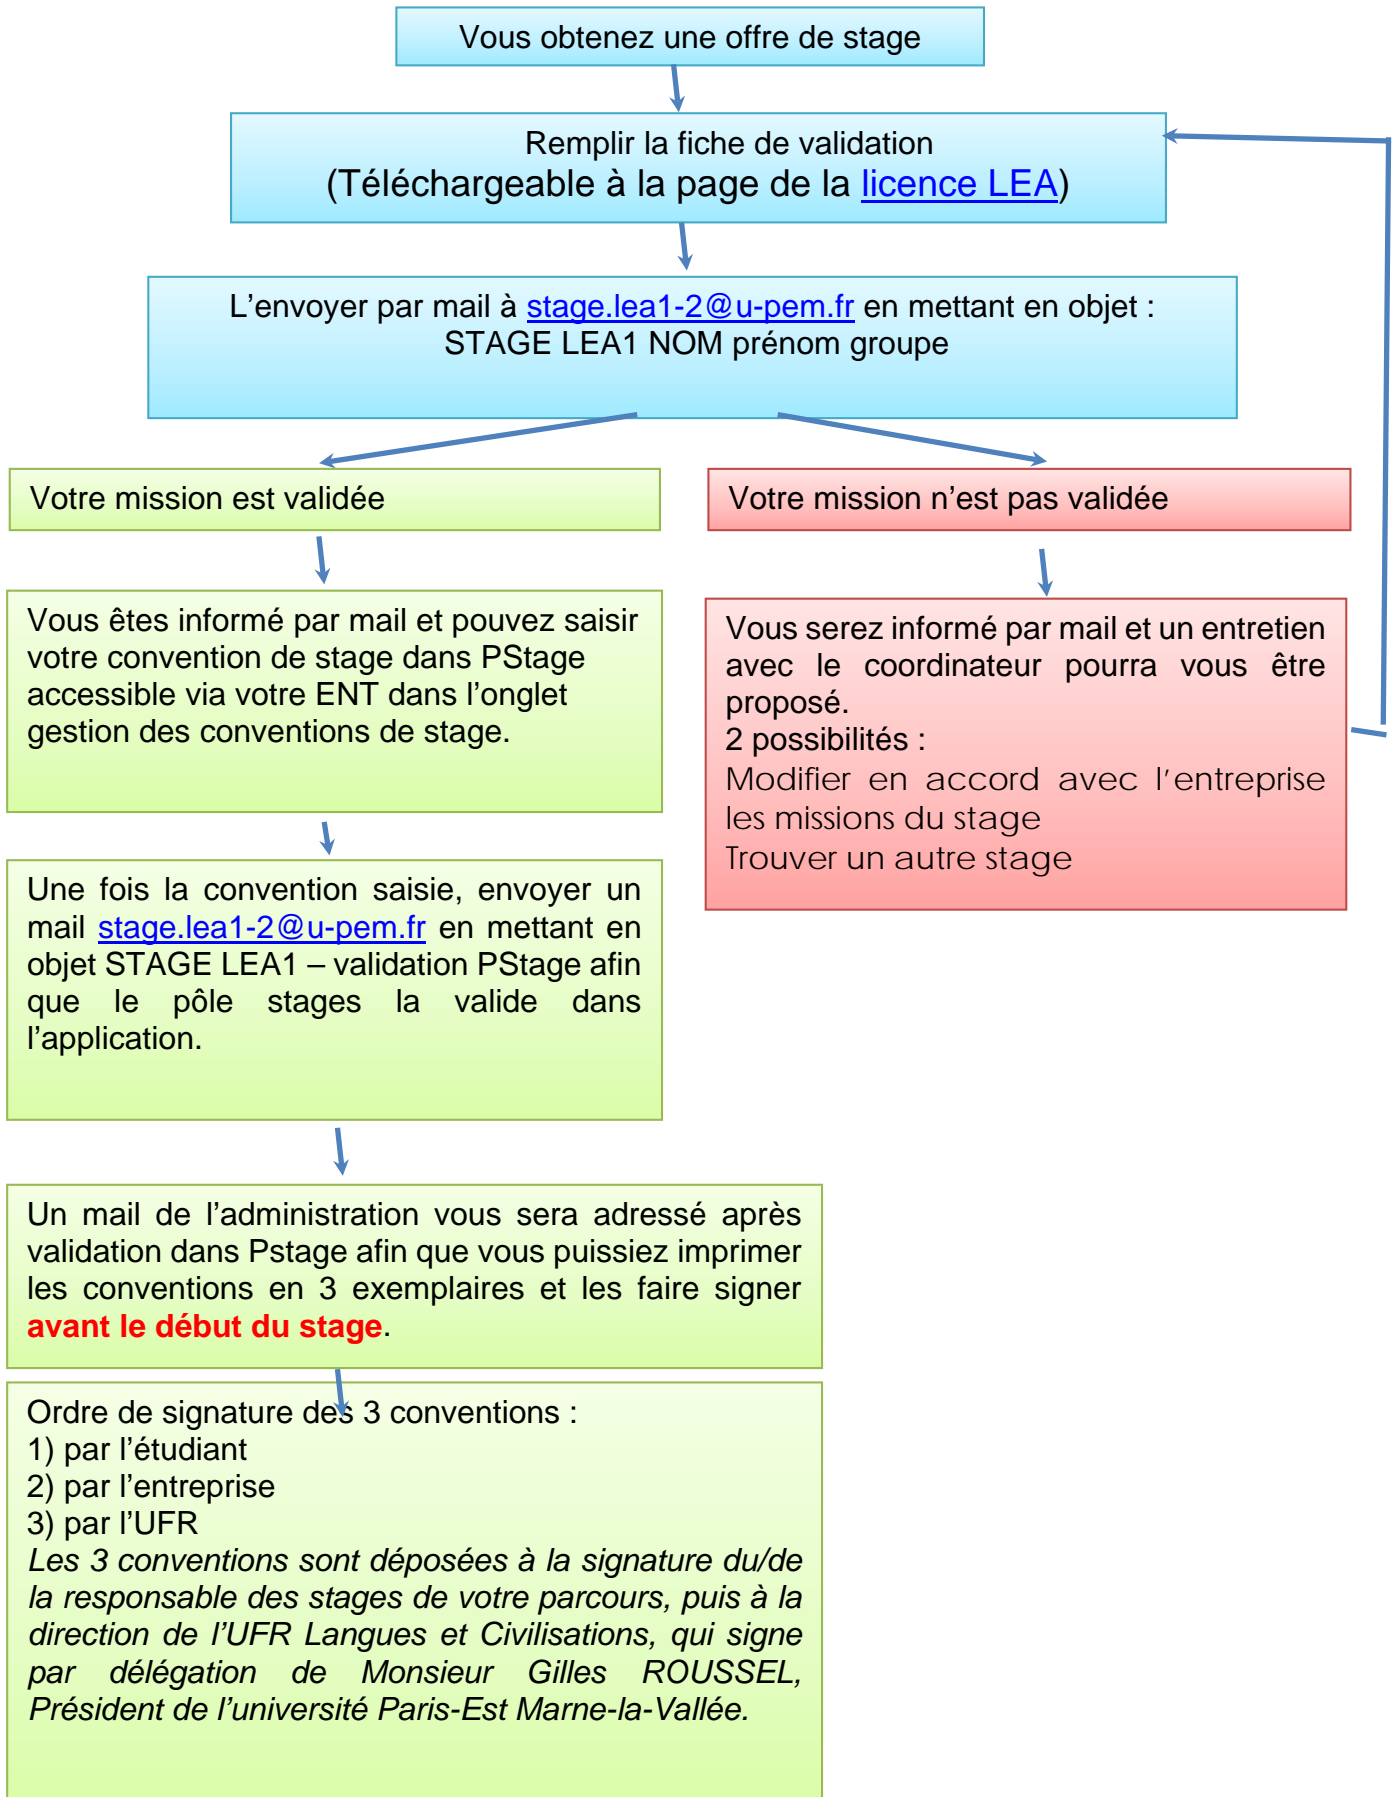 Vous obtenez une offre de stage
Remplir la fiche de validation
(Téléchargeable à la page de la licence LEA)
L’envoyer par mail à stage.lea1-2@u-pem.fr en mettant en objet :
STAGE LEA1 NOM prénom groupe
Votre mission est validée
Votre mission n’est pas validée
Vous êtes informé par mail et pouvez saisir
votre convention de stage dans PStage
accessible via votre ENT dans l’onglet
gestion des conventions de stage.
Vous serez informé par mail et un entretien
avec le coordinateur pourra vous être
proposé.
2 possibilités :
Modifier en accord avec l’entreprise
les missions du stage
Trouver un autre stage
Une fois la convention saisie, envoyer un
mail stage.lea1-2@u-pem.fr en mettant en
objet STAGE LEA1 – validation PStage afin
que le pôle stages la valide dans
l’application.
Un mail de l’administration vous sera adressé après
validation dans Pstage afin que vous puissiez imprimer
les conventions en 3 exemplaires et les faire signer
avant le début du stage.
Ordre de signature des 3 conventions :
1) par l’étudiant
2) par l’entreprise
3) par l’UFR
Les 3 conventions sont déposées à la signature du/de
la responsable des stages de votre parcours, puis à la
direction de l’UFR Langues et Civilisations, qui signe
par délégation de Monsieur Gilles ROUSSEL,
Président de l’université Paris-Est Marne-la-Vallée.